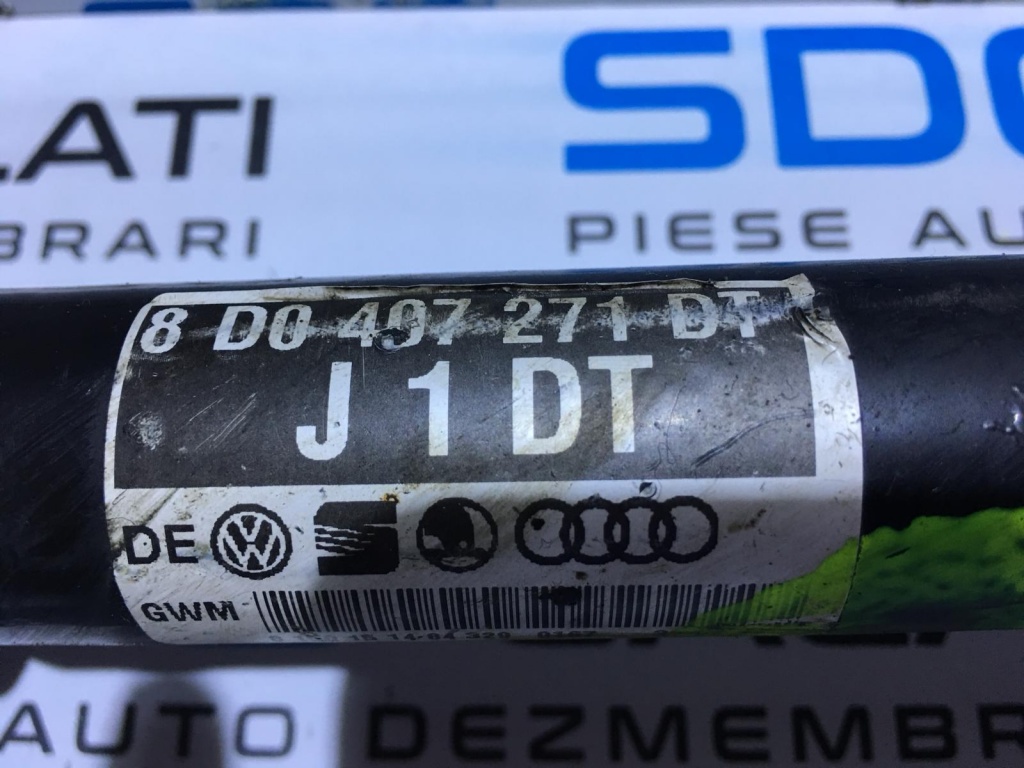 LATI
SDC
BRARI
PIESE AU
8 D0 407 271 DT
J 1 DT
DE
GWM
AUTO DEZMEMBR